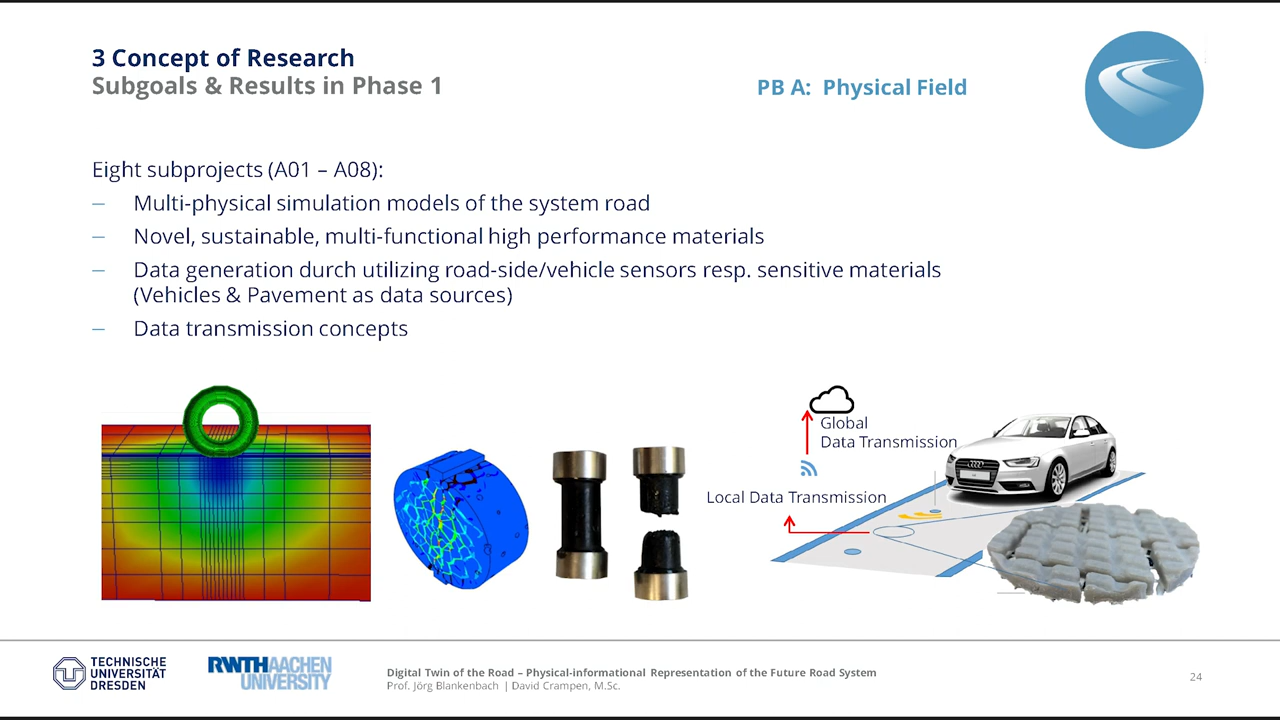 3 Concept of Research
Subgoals & Results in Phase 1
PB A: Physical Field
Eight subprojects (A01 – A08):
– Multi-physical simulation models of the system road
– Novel, sustainable, multi-functional high performance materials
– Data generation durch utilizing road-side/vehicle sensors resp. sensitive materials
(Vehicles & Pavement as data sources)
– Data transmission concepts
Global
Data Transmission
Local Data Transmission
TECHNISCHE
UNIVERSITÄT
DRESDEN
RWTHAACHEN
UNIVERSITY
Digital Twin of the Road – Physical-informational Representation of the Future Road System
Prof. Jörg Blankenbach | David Crampen, M.Sc.
24